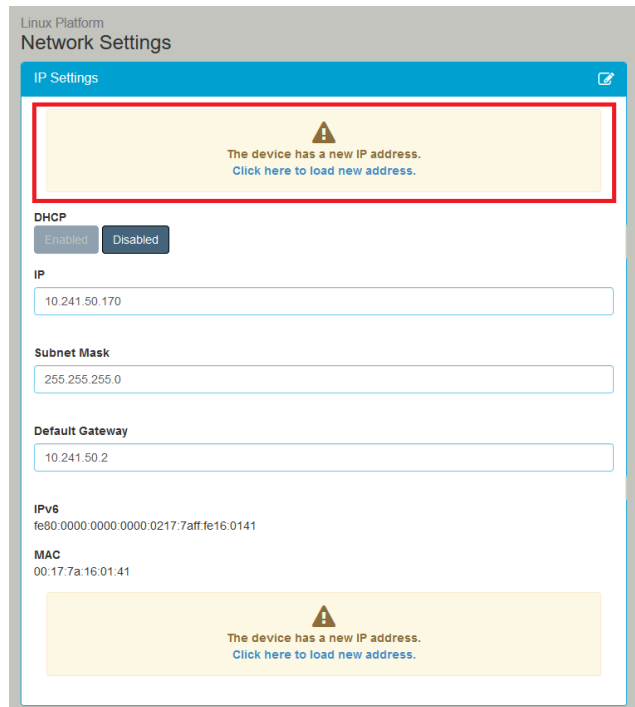 Linux Platform
Network Settings
IP Settings
The device has a new IP address.
Click here to load new address.
DHCP
Enabled Disabled
IP
10.241.50.170
Subnet Mask
255.255.255.0
Default Gateway
10.241.50.2
IPv6
fe80:0000:0000:0000:0217:7aff:fe16:0141
MAC
00:17:7a:16:01:41
The device has a new IP address.
Click here to load new address.